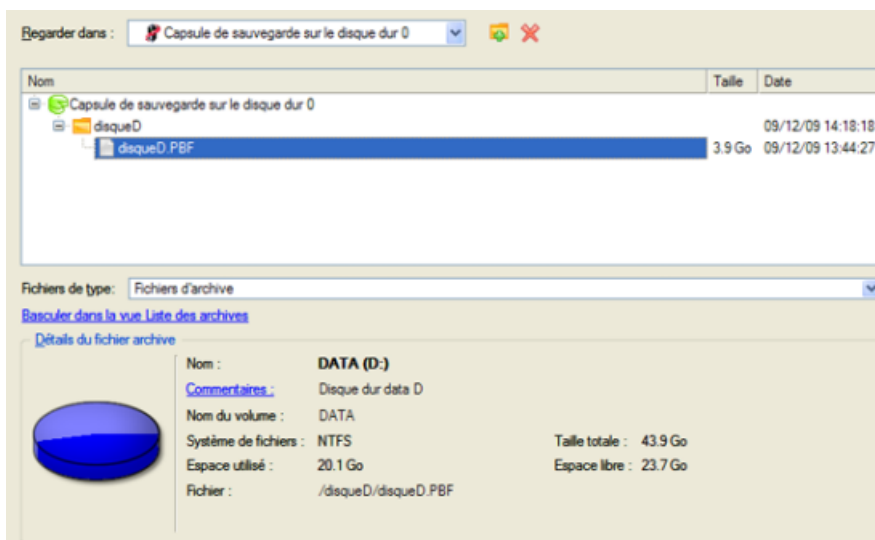 Regarder dans : Capsule de sauvegarde sur le disque dur 0
Nom Taille Date
Capsule de sauvegarde sur le disque dur 0
disqueD 09/12/09 14:18:18
disqueD.PBF 3.9 Go 09/12/09 13:44:27
Fichiers de type: Fichiers d'archive
Basculer dans la vue Liste des archives
Détails du fichier archive
Nom : DATA (D:)
Commentaires : Disque dur data D
Nom du volume : DATA
Système de fichiers : NTFS Taille totale : 43.9 Go
Espace utilisé : 20.1 Go Espace libre : 23.7 Go
Fichier : /disqueD/disqueD.PBF